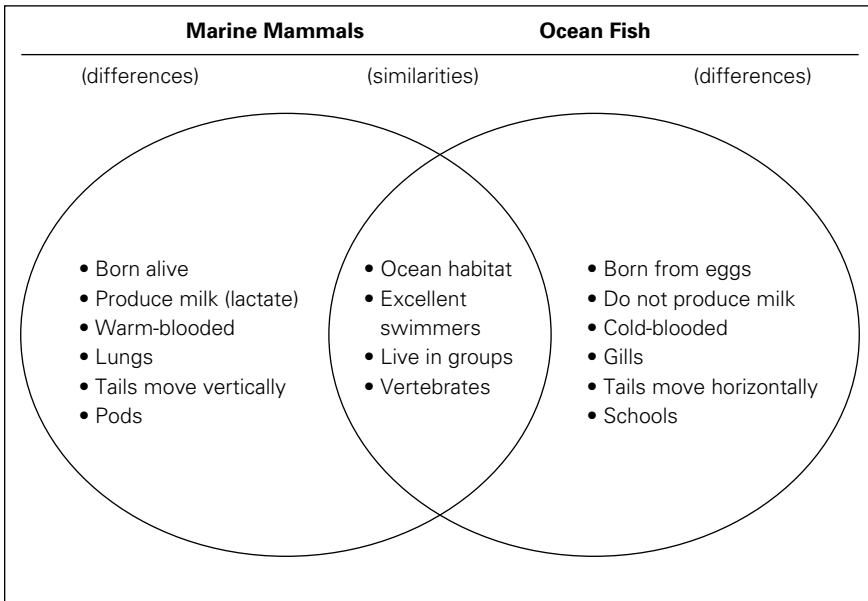 Marine Mammals Ocean Fish
(differences) (similarities) (differences)
• Born alive
• Produce milk (lactate)
• Warm-blooded
• Lungs
• Tails move vertically
• Pods
• Ocean habitat
• Excellent
swimmers
• Live in groups
• Vertebrates
• Born from eggs
• Do not produce milk
• Cold-blooded
• Gills
• Tails move horizontally
• Schools